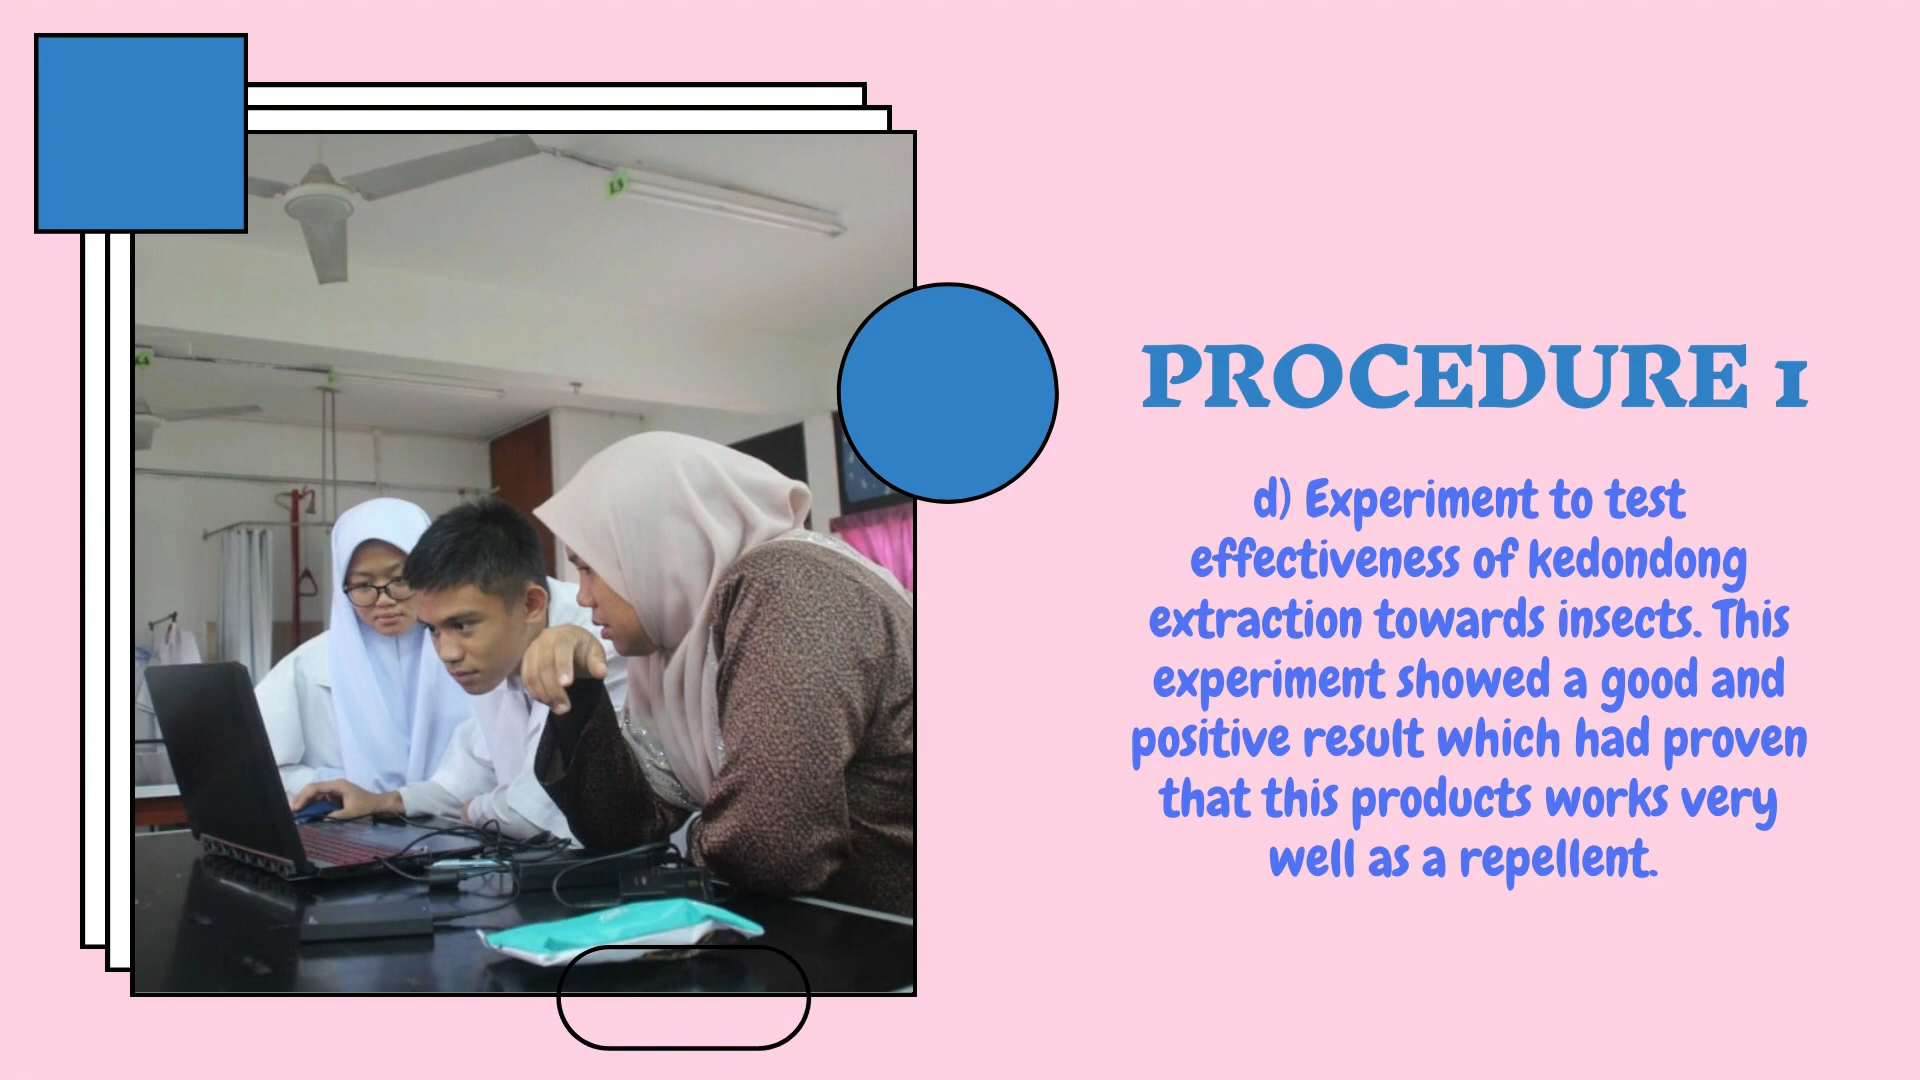 L3
PROCEDURE 1
d) Experiment to test
effectiveness of kedondong
extraction towards insects. This
experiment showed a good and
positive result which had proven
that this products works very
well as a repellent.